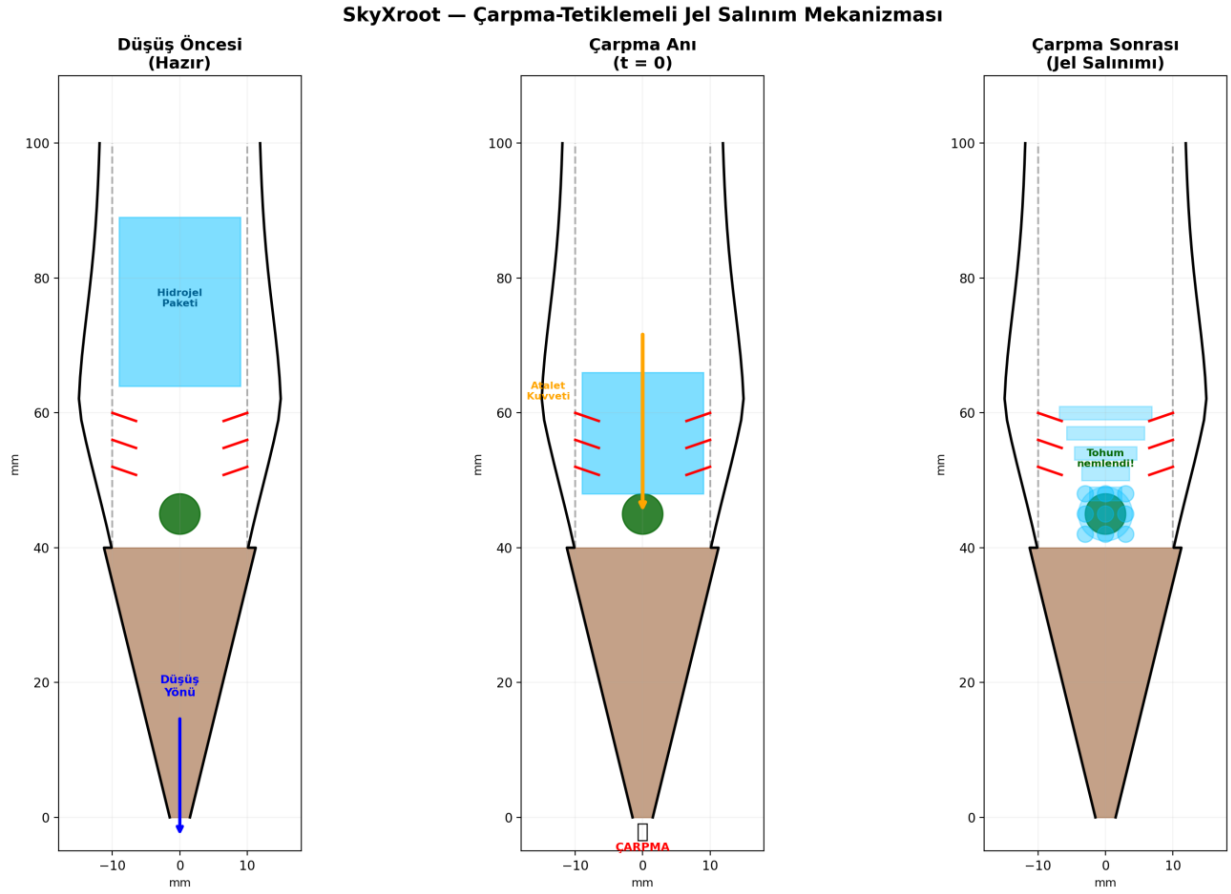 SkyXroot — Çarpma-Tetiklemeli Jel Salınım Mekanizması
Düşüş Öncesi
(Hazır)
100
80
60
40
20
0
mm
Hidrojel
Paketi
Düşüş
Yönü
−10 0 10
mm
Çarpma Anı
(t = 0)
100
80
60
40
20
0
mm
Atalet
Kuvveti
ÇARPMA
−10 0 10
mm
Çarpma Sonrası
(Jel Salınımı)
100
80
60
40
20
0
mm
Tohum
nemlendi!
−10 0 10
mm